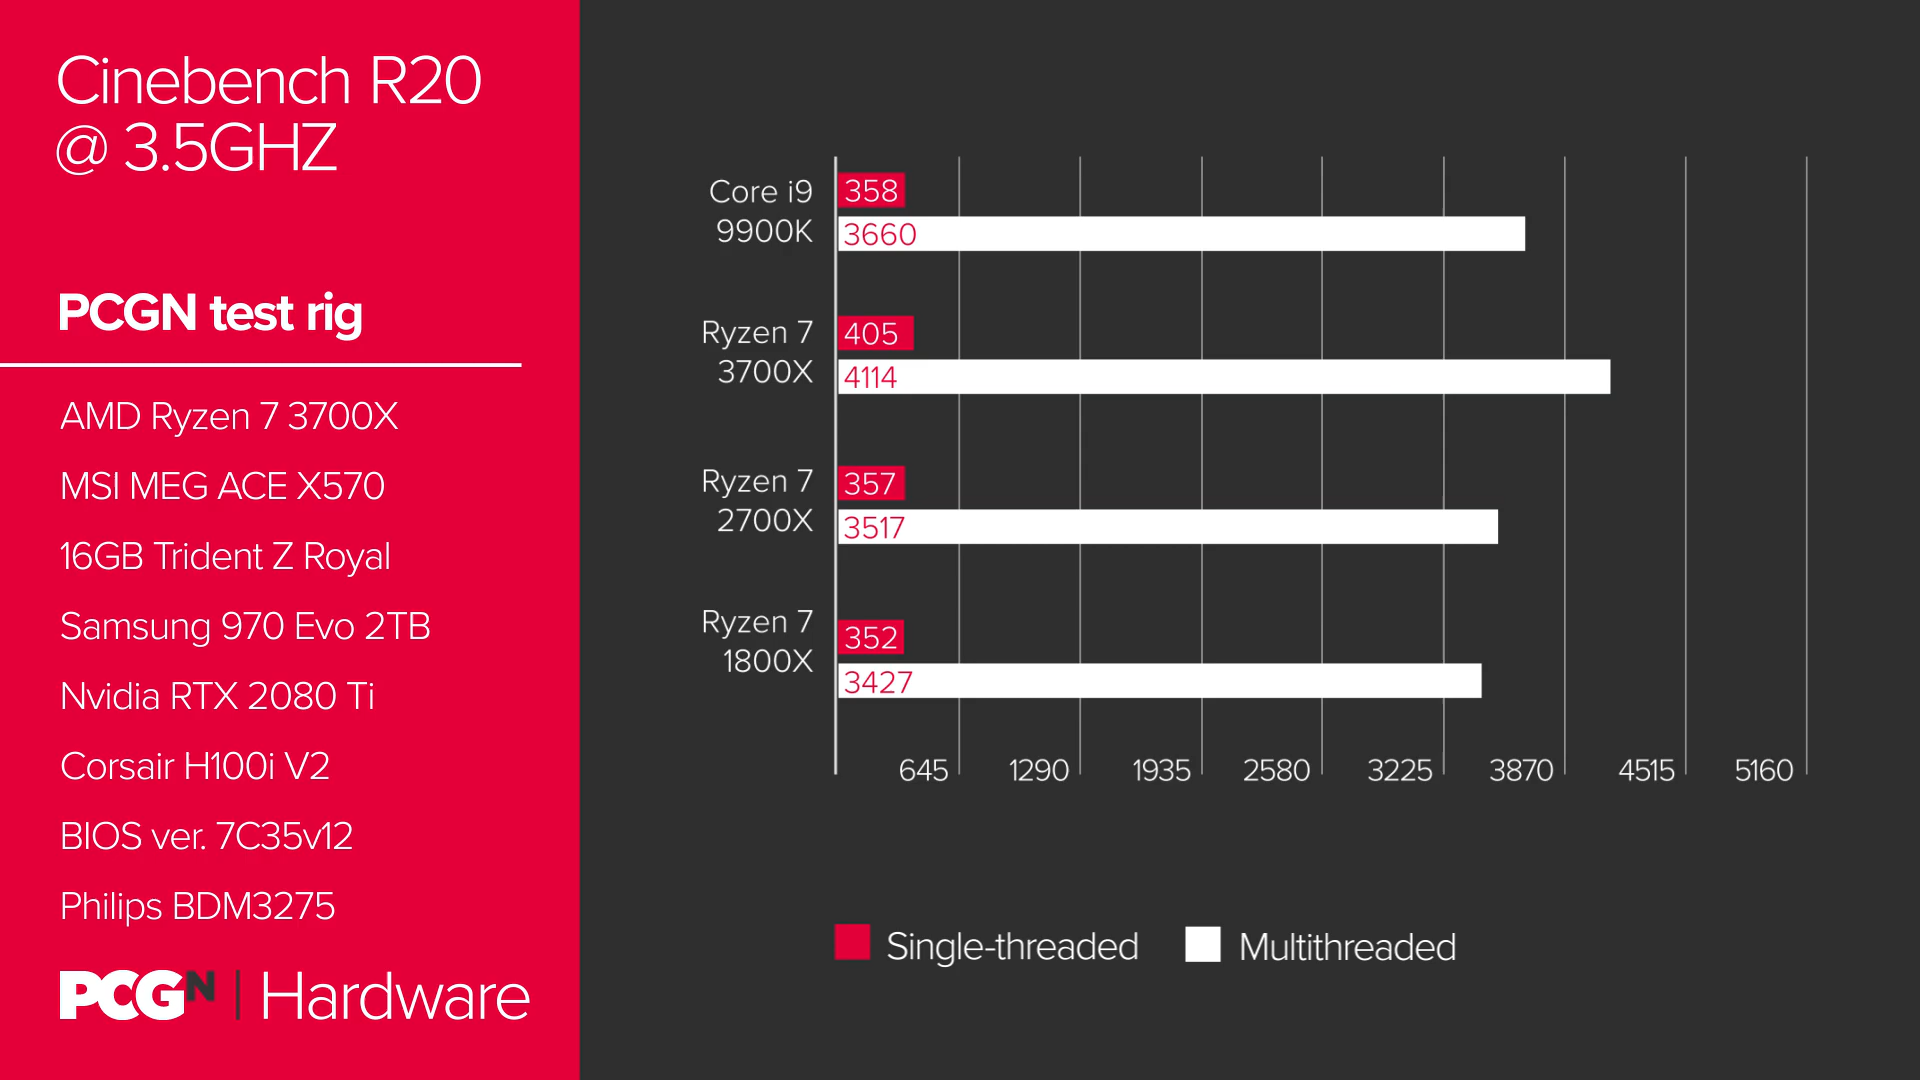 Cinebench R20
@ 3.5GHZ
PCGN test rig
AMD Ryzen 7 3700X
MSI MEG ACE X570
16GB Trident Z Royal
Samsung 970 Evo 2TB
Nvidia RTX 2080 Ti
Corsair H100i V2
BIOS ver. 7C35v12
Philips BDM3275
PCGN | Hardware
Core i9
9900K
358
3660
Ryzen 7
3700X
405
4114
Ryzen 7
2700X
357
3517
Ryzen 7
1800X
352
3427
645 1290 1935 2580 3225 3870 4515 5160
Single-threaded Multithreaded